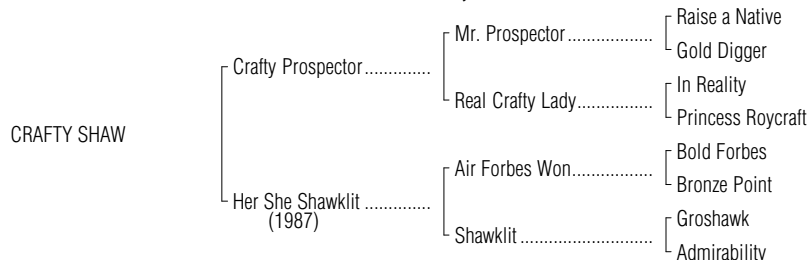 Raise a Native
Mr. Prospector..................
Gold Digger
Crafty Prospector..............
In Reality
Real Crafty Lady................
Princess Roycraft
CRAFTY SHAW
Bold Forbes
Air Forbes Won.................
Bronze Point
Her She Shawklit ..............
(1987)
Groshawk
Shawklit ............................
Admirability